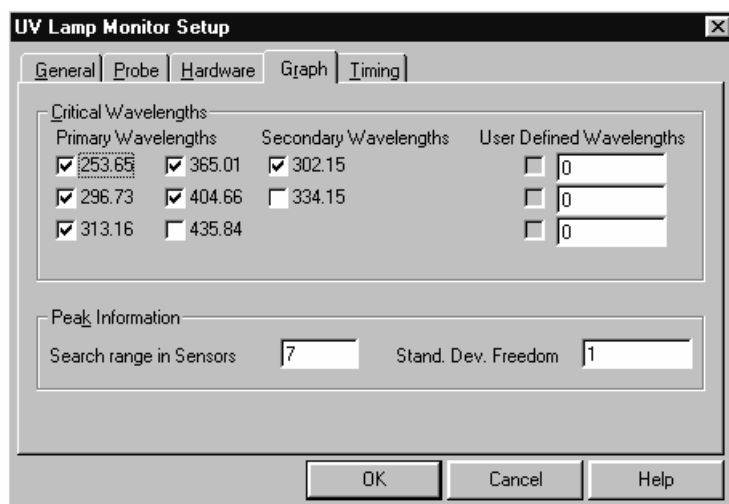 UV Lamp Monitor Setup
General Probe Hardware Graph Timing
Critical Wavelengths
Primary Wavelengths Secondary Wavelengths User Defined Wavelengths
253.65 365.01 302.15 0
296.73 404.66 334.15 0
313.16 435.84 0
Peak Information
Search range in Sensors 7 Stand. Dev. Freedom 1
OK Cancel Help